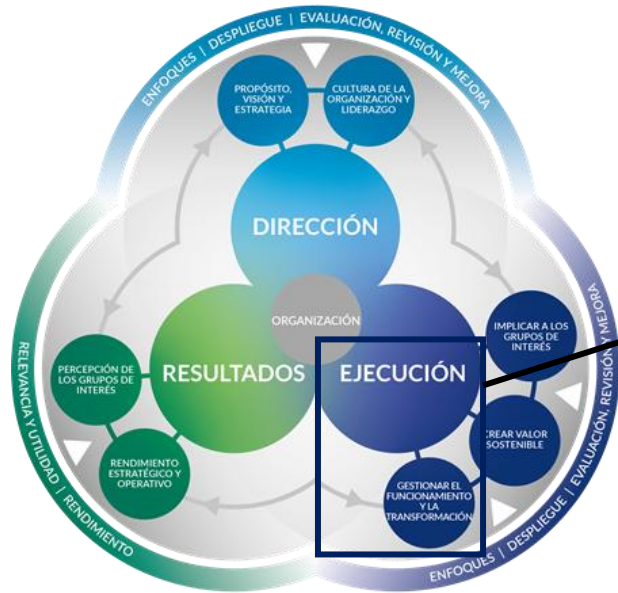 ENFOQUES | DESPLIEGUE | EVALUACIÓN, REVISIÓN Y MEJORA
PROPÓSITO,
VISIÓN Y
ESTRATEGIA
CULTURA DE LA
ORGANIZACIÓN Y
LIDERAZGO
DIRECCIÓN
ORGANIZACIÓN
RESULTADOS
EJECUCIÓN
PERCEPCIÓN DE
LOS GRUPOS DE
INTERÉS
RENDIMIENTO
ESTRATÉGICO Y
OPERATIVO
IMPLICAR A LOS
GRUPOS DE
INTERÉS
CREAR VALOR
SOSTENIBLE
GESTIONAR EL
FUNCIONAMIENTO
Y LA
TRANSFORMACIÓN
RELEVANCIA Y UTILIDAD | RENDIMIENTO
ENFOQUES | DESPLIEGUE | EVALUACIÓN, REVISIÓN Y MEJORA